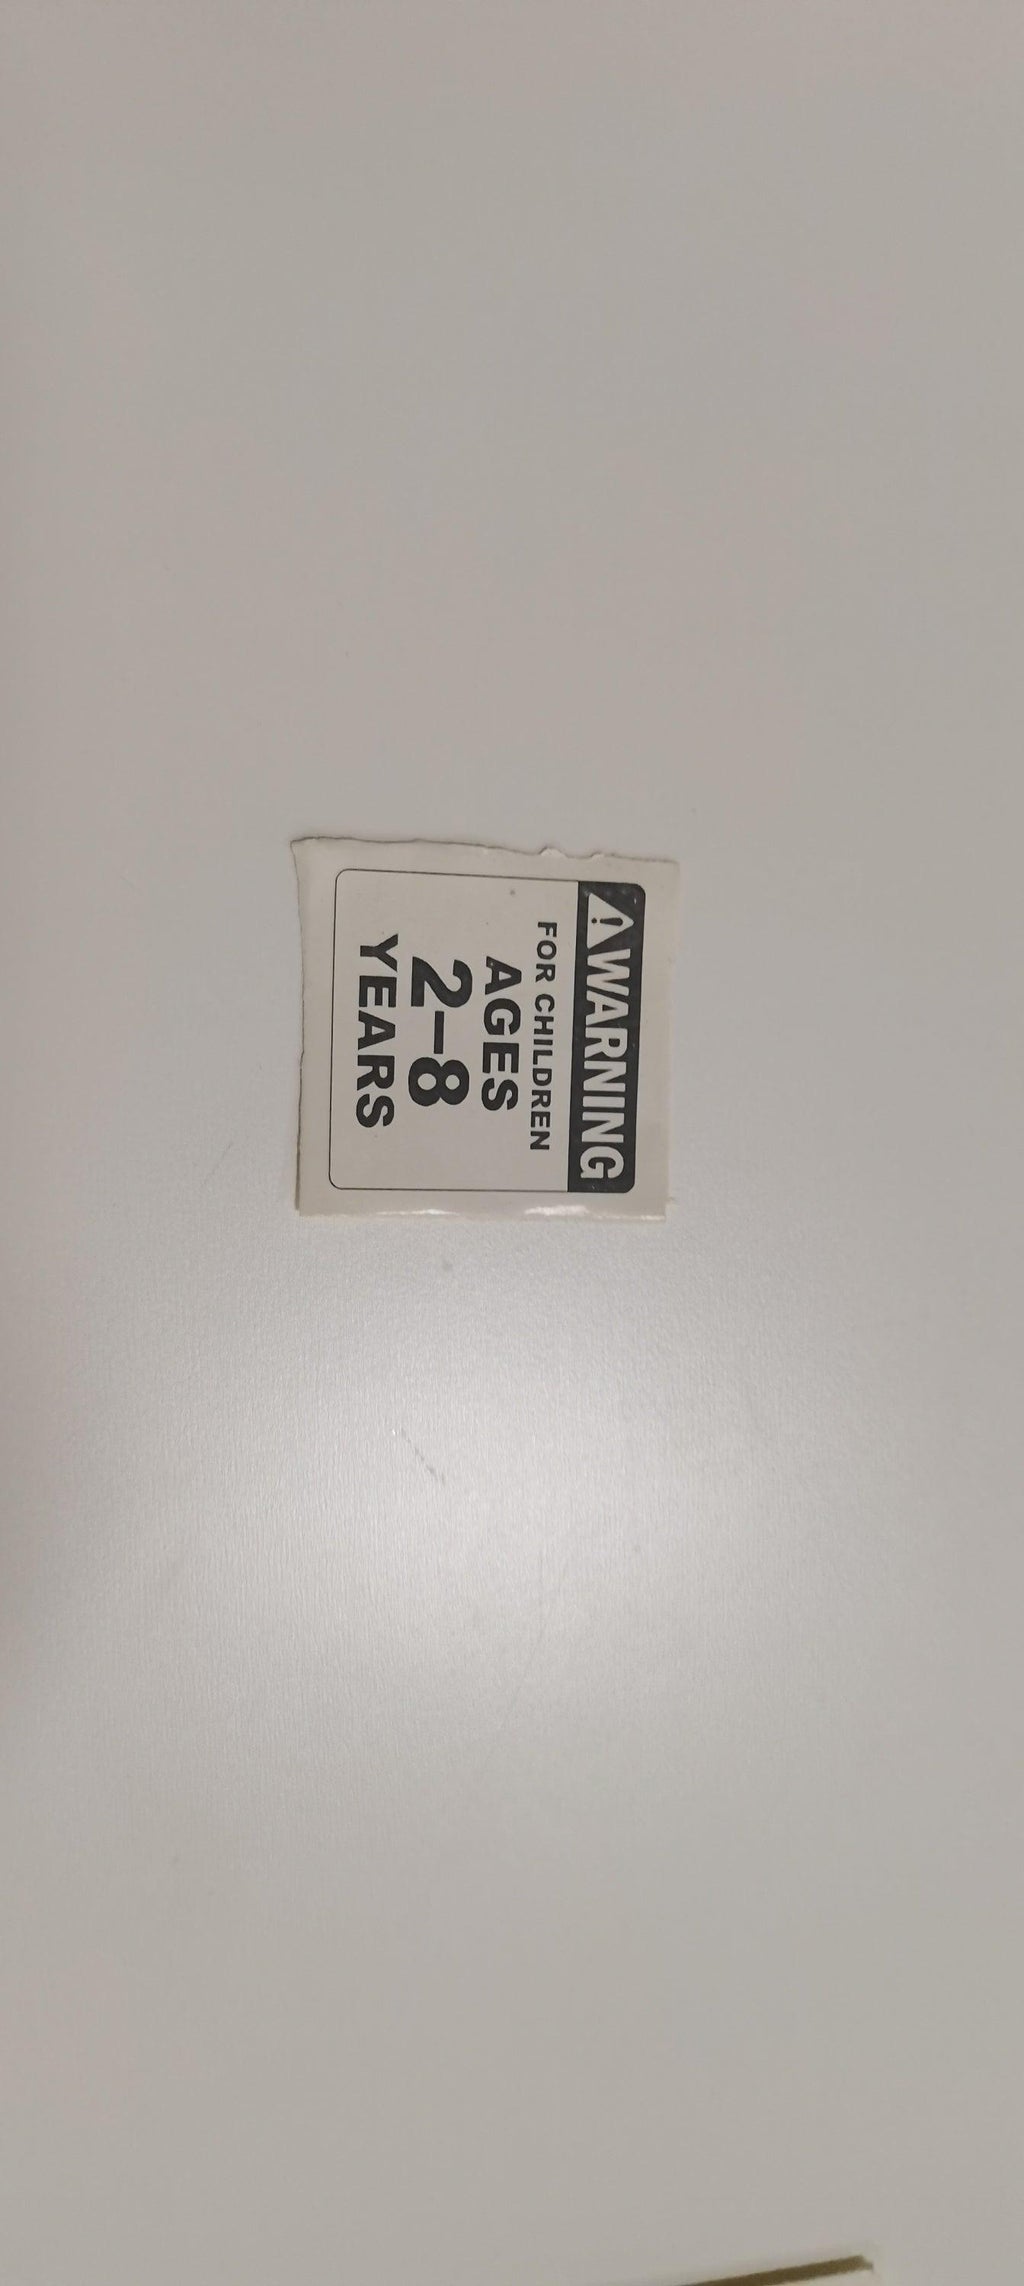 WARNING
FOR CHILDREN
AGES
2-8
YEARS